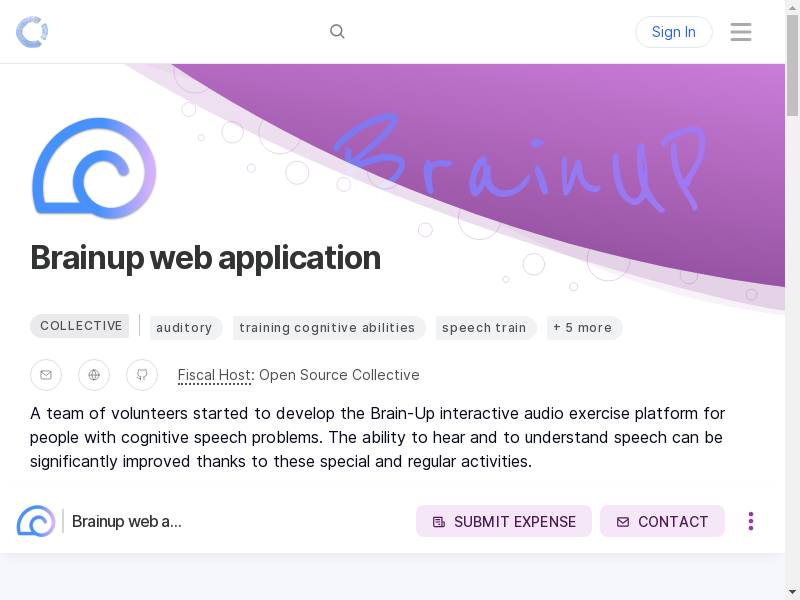 Sign In
BrainUP
Brainup web application
COLLECTIVE
auditory
training cognitive abilities
speech train
+ 5 more
Fiscal Host: Open Source Collective
A team of volunteers started to develop the Brain-Up interactive audio exercise platform for
people with cognitive speech problems. The ability to hear and to understand speech can be
significantly improved thanks to these special and regular activities.
Brainup web a...
SUBMIT EXPENSE
CONTACT